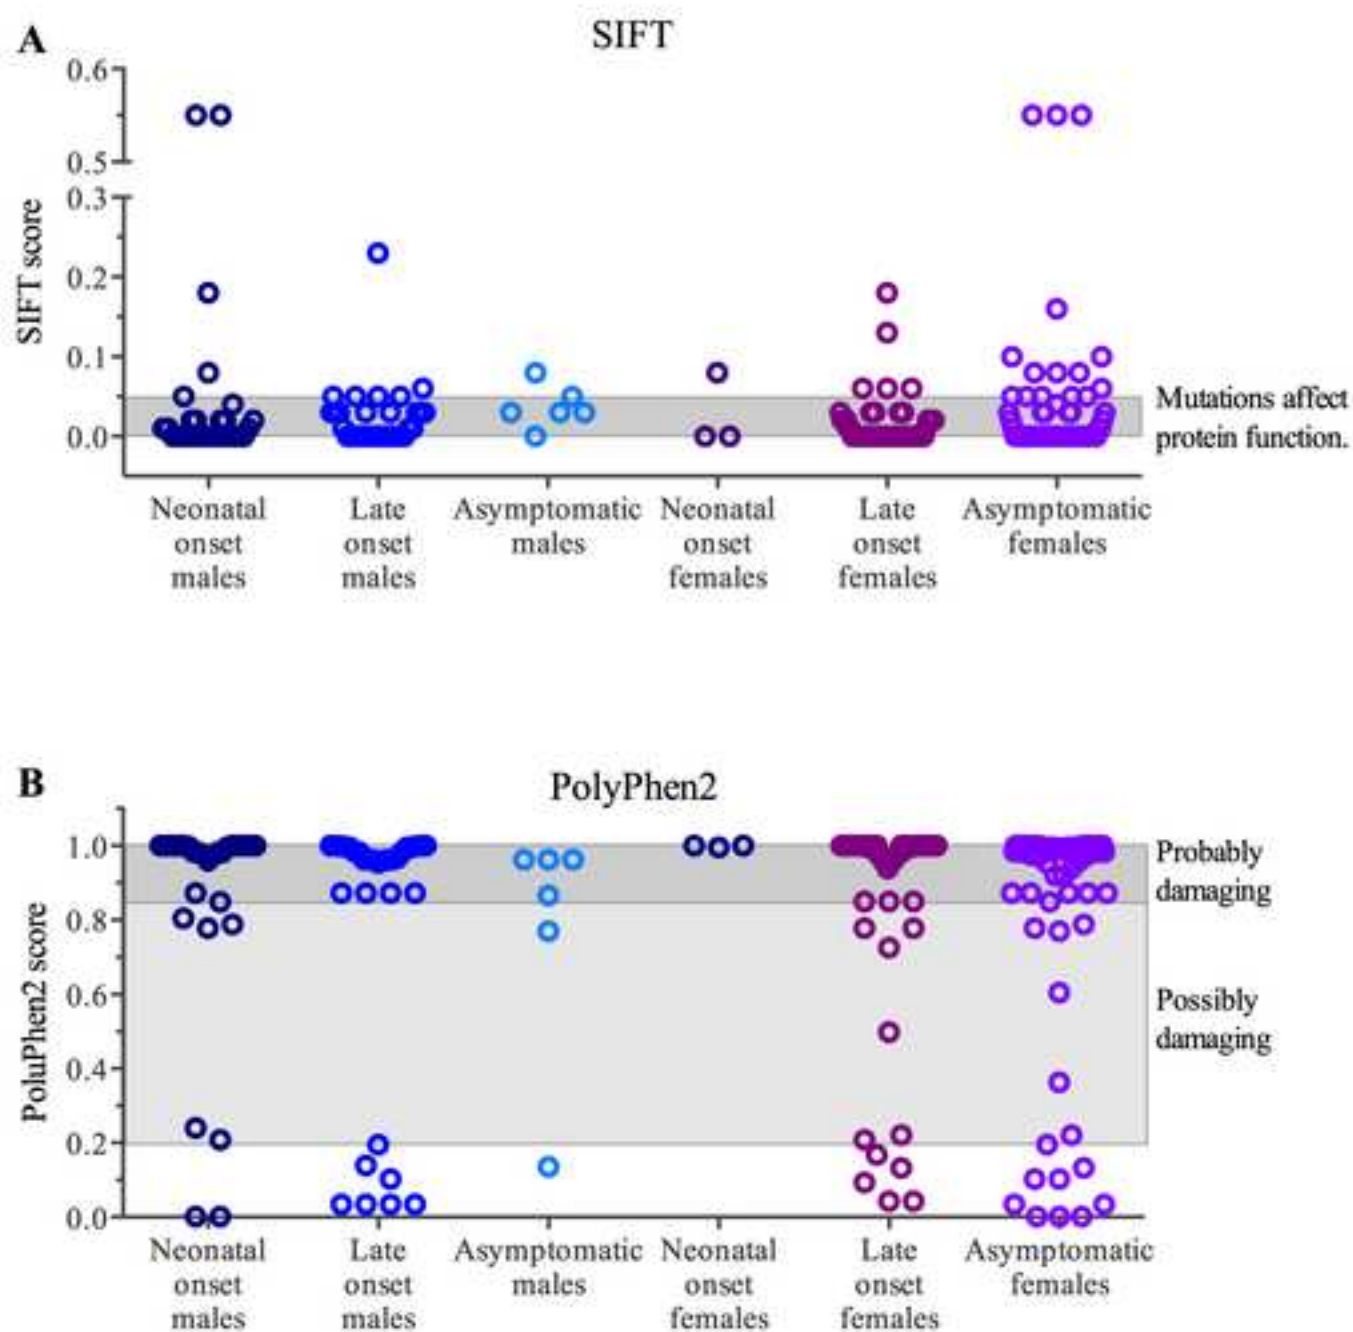 A
SIFT
0.6
0.5
0.3
0.2
0.1
0.0
SIFT score
Mutations affect
protein function.
Neonatal
onset
males
Late
onset
males
Asymptomatic
males
Neonatal
onset
females
Late
onset
females
Asymptomatic
females
B
PolyPhen2
1.0
0.8
0.6
0.4
0.2
0.0
PoluPhen2 score
Probably
damaging
Possibly
damaging
Neonatal
onset
males
Late
onset
males
Asymptomatic
males
Neonatal
onset
females
Late
onset
females
Asymptomatic
females